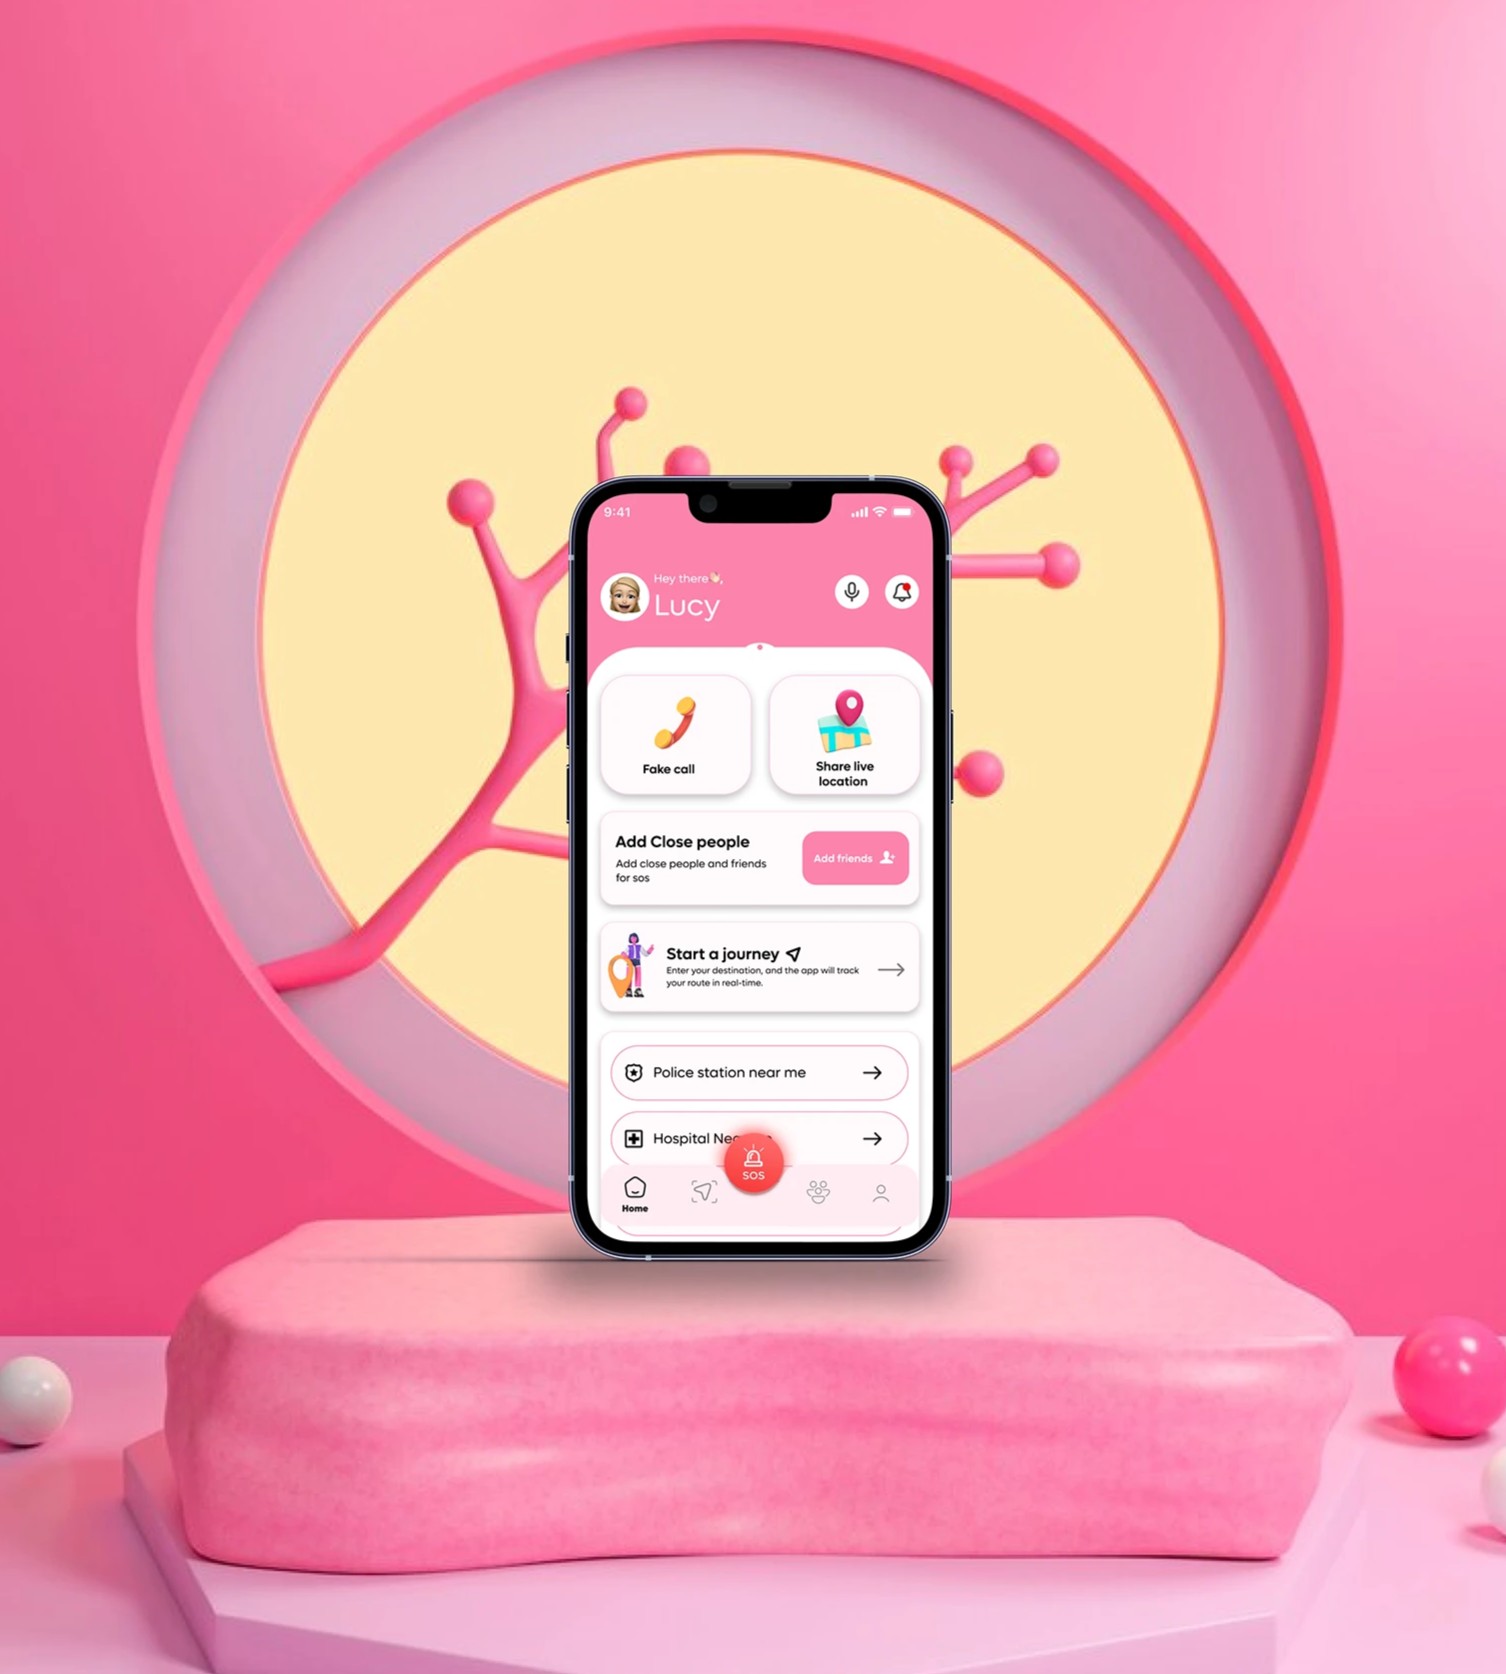 9:41
Hey there👋🏻,
Lucy
Fake call
Share live
location
Add Close people
Add close people and friends
for sos
Add friends
Start a journey
Enter your destination, and the app will track
your route in real-time.
Police station near me
Hospital
SOS
Home